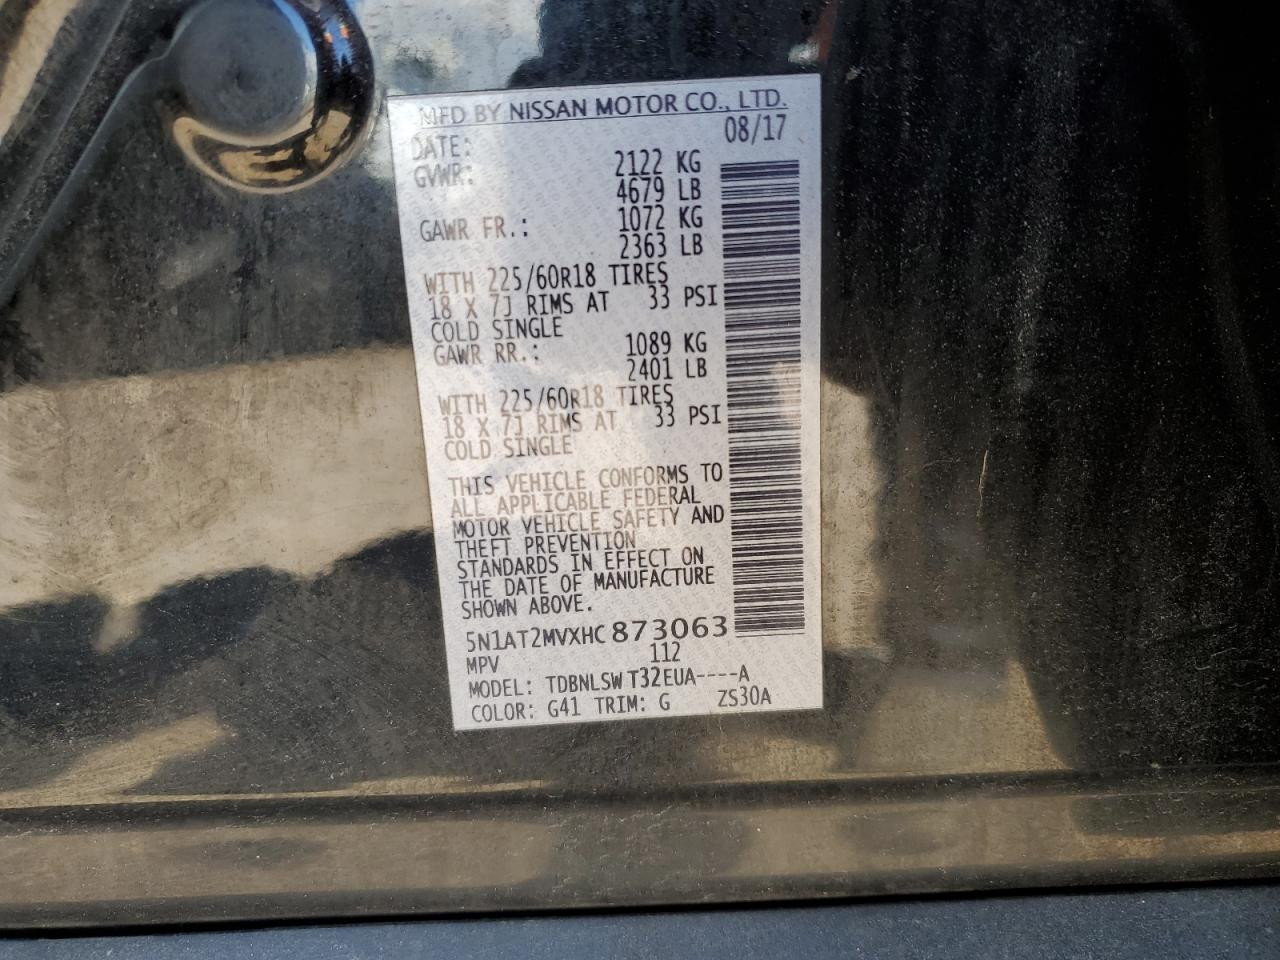 MFD BY NISSAN MOTOR CO., LTD.
DATE: 08/17
GVWR: 2122 KG
4679 LB
GAWR FR.: 1072 KG
2363 LB
WITH 225/60R18 TIRES
18 X 7J RIMS AT 33 PSI
COLD SINGLE
GAWR RR.: 1089 KG
2401 LB
WITH 225/60R18 TIRES
18 X 7J RIMS AT 33 PSI
COLD SINGLE
THIS VEHICLE CONFORMS TO
ALL APPLICABLE FEDERAL
MOTOR VEHICLE SAFETY AND
THEFT PREVENTION
STANDARDS IN EFFECT ON
THE DATE OF MANUFACTURE
SHOWN ABOVE.
5N1AT2MVXHC 873063
MPV 112
MODEL: TDBNLSW T32EUA----A
COLOR: G41 TRIM: G ZS30A